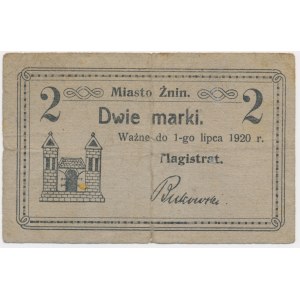 Miasto Żnin.
2 Dwie marki. 2
Ważne do 1-go lipca 1920 r.
Magistrat.